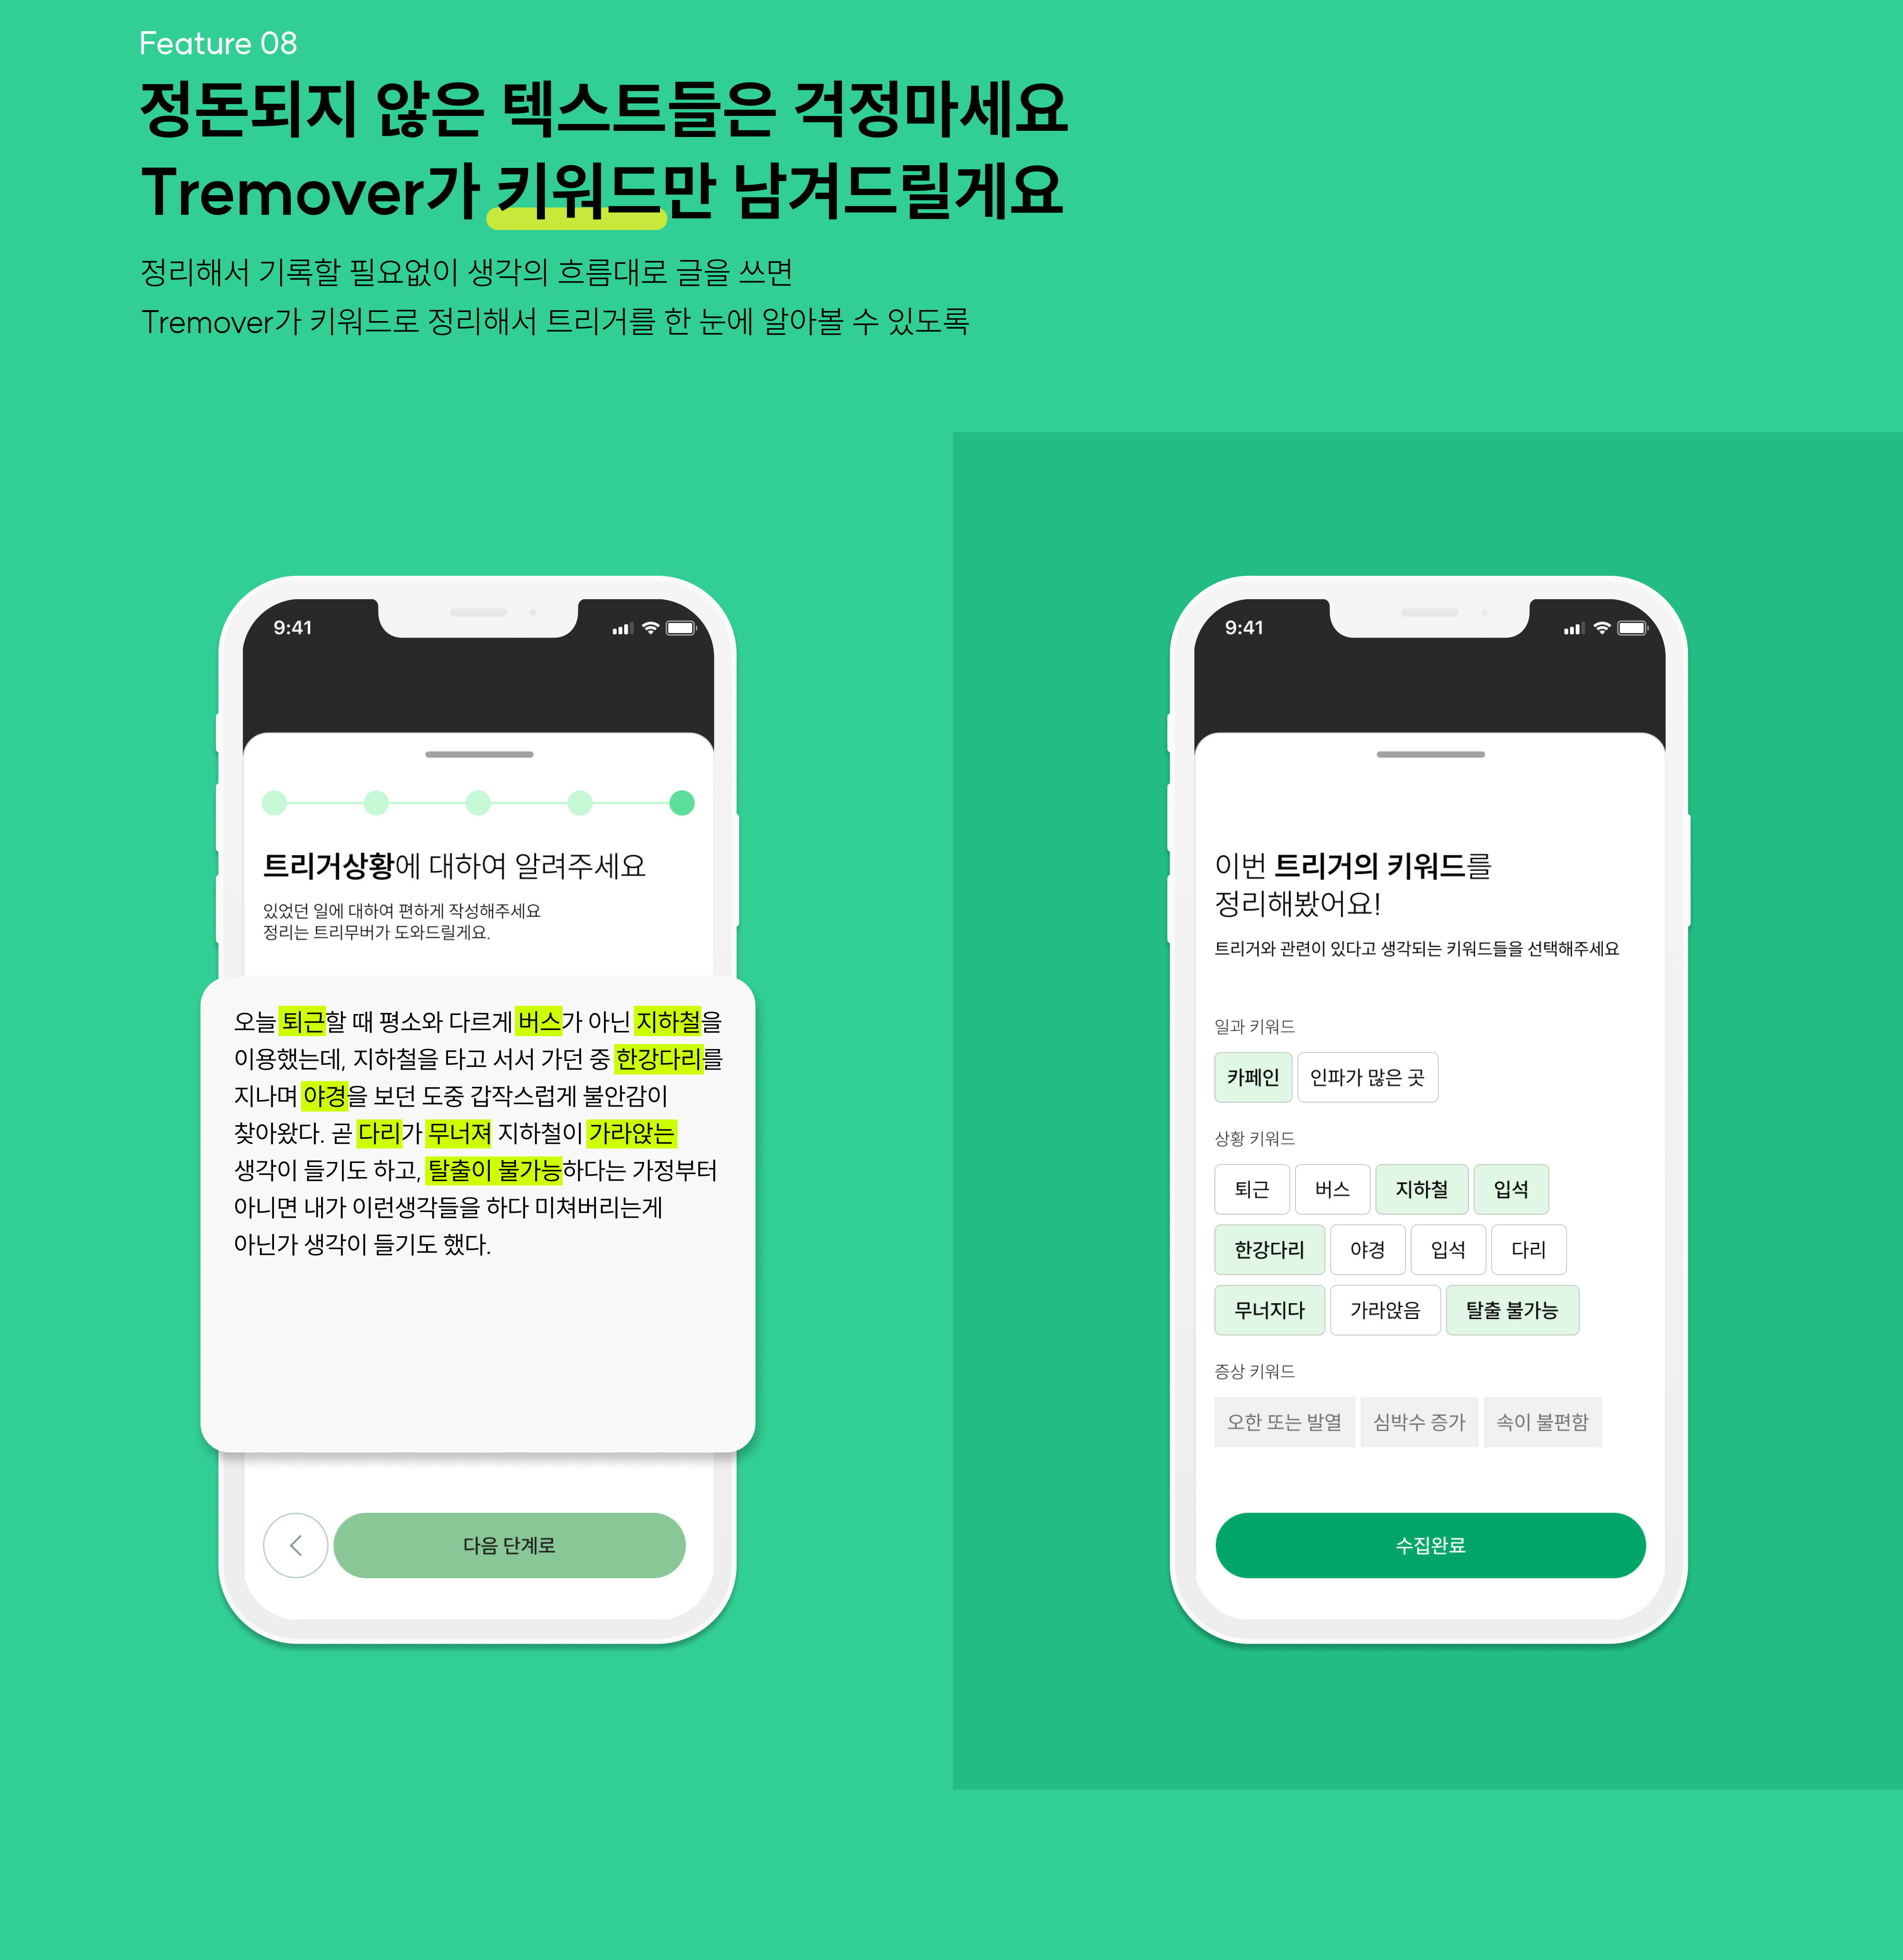 Feature 08
정돈되지 않은 텍스트들은 걱정마세요
Tremover가 키워드만 남겨드릴게요
정리해서 기록할 필요없이 생각의 흐름대로 글을 쓰면
Tremover가 키워드로 정리해서 트리거를 한 눈에 알아볼 수 있도록
9:41
트리거상황에 대하여 알려주세요
있었던 일에 대하여 편하게 작성해주세요
정리는 트리무버가 도와드릴게요.
오늘 퇴근할 때 평소와 다르게 버스가 아닌 지하철을
이용했는데, 지하철을 타고 서서 가던 중 한강다리를
지나며 야경을 보던 도중 갑작스럽게 불안감이
찾아왔다. 곧 다리가 무너져 지하철이 가라앉는
생각이 들기도 하고, 탈출이 불가능하다는 가정부터
아니면 내가 이런생각들을 하다 미쳐버리는게
아닌가 생각이 들기도 했다.
다음 단계로
9:41
이번 트리거의 키워드를
정리해봤어요!
트리거와 관련이 있다고 생각되는 키워드들을 선택해주세요
일과 키워드
카페인 인파가 많은 곳
상황 키워드
퇴근 버스 지하철 입석
한강다리 야경 입석 다리
무너지다 가라앉음 탈출 불가능
증상 키워드
오한 또는 발열 심박수 증가 속이 불편함
수집완료